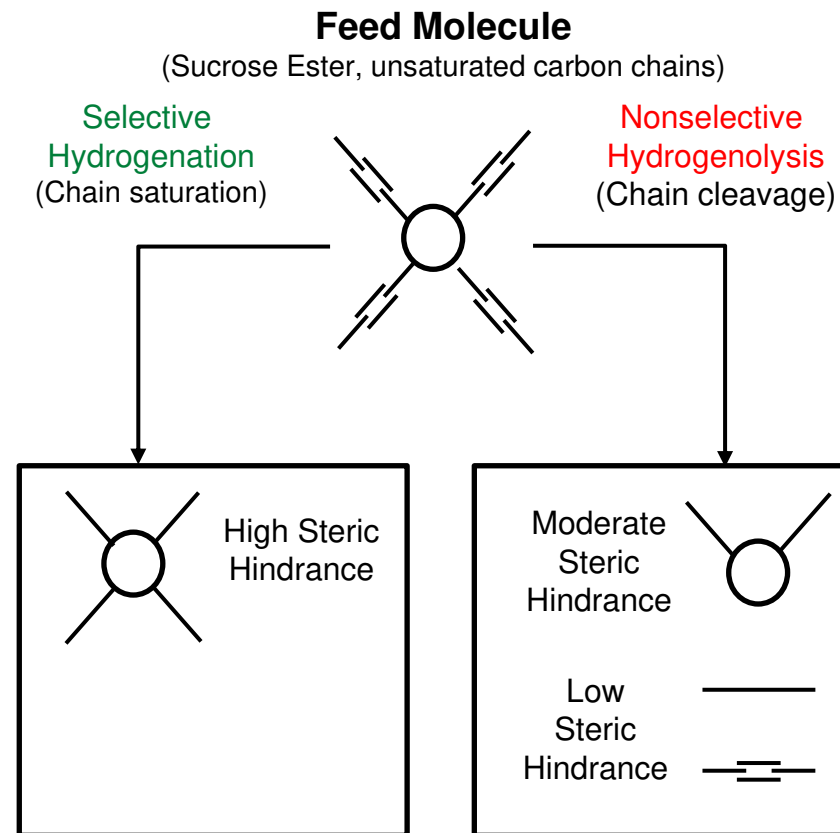 Feed Molecule
(Sucrose Ester, unsaturated carbon chains)
Selective
Hydrogenation
(Chain saturation)
Nonselective
Hydrogenolysis
(Chain cleavage)
High Steric
Hindrance
Moderate
Steric
Hindrance
Low
Steric
Hindrance